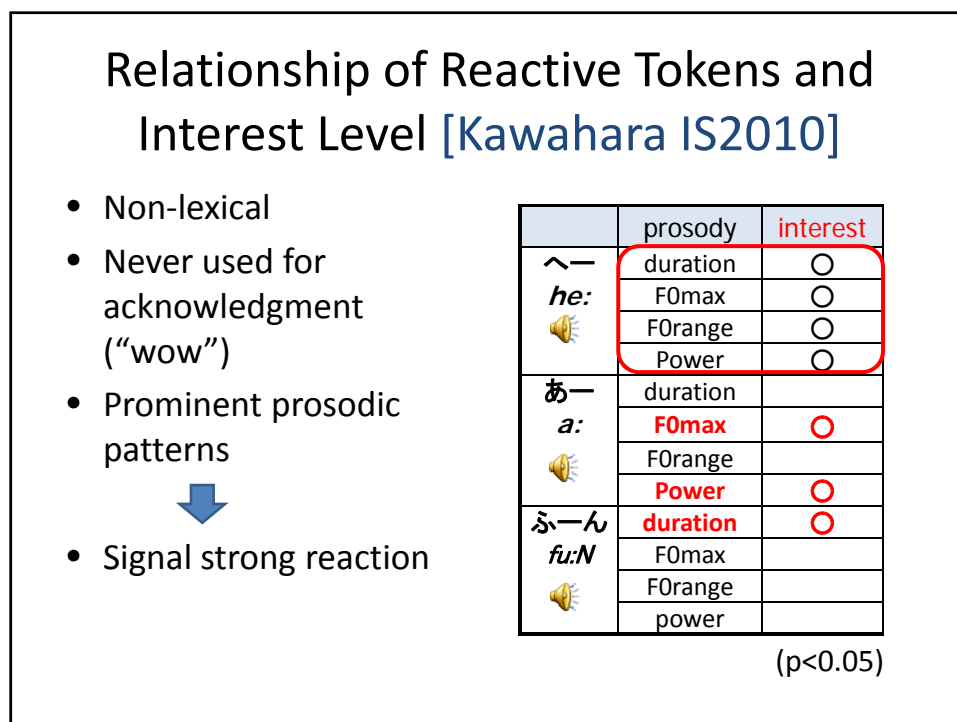 Relationship of Reactive Tokens and
Interest Level [Kawahara IS2010]
• Non-lexical
• Never used for
acknowledgment
("wow")
• Prominent prosodic
patterns
• Signal strong reaction
prosody interest
へー duration ○
he: F0max ○
F0range ○
Power ○
あー duration
a: F0max ○
F0range
Power ○
ふーん duration ○
fu:N F0max
F0range
power
(p<0.05)